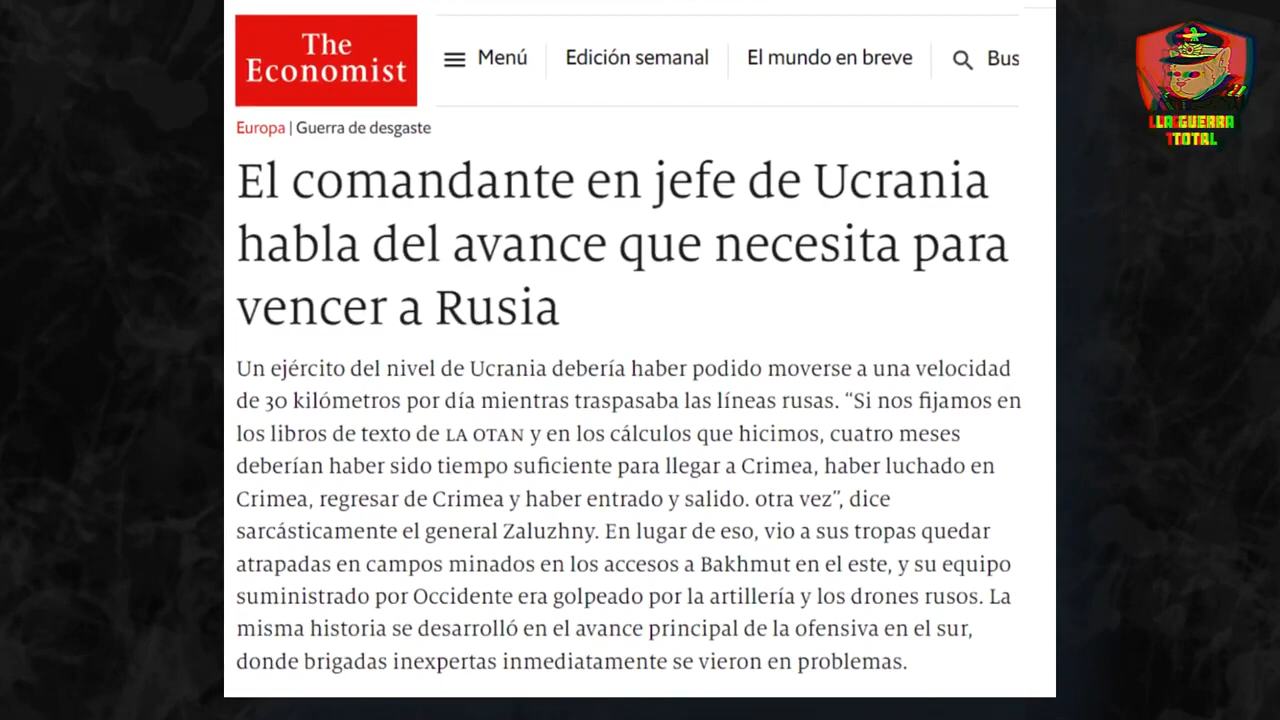 The
Economist
Menú
Edición semanal
El mundo en breve
Bus
LA GUERRA
TOTAL
Europa | Guerra de desgaste
El comandante en jefe de Ucrania
habla del avance que necesita para
vencer a Rusia
Un ejército del nivel de Ucrania debería haber podido moverse a una velocidad
de 30 kilómetros por día mientras traspasaba las líneas rusas. “Si nos fijamos en
los libros de texto de LA OTAN y en los cálculos que hicimos, cuatro meses
deberían haber sido tiempo suficiente para llegar a Crimea, haber luchado en
Crimea, regresar de Crimea y haber entrado y salido. otra vez”, dice
sarcásticamente el general Zaluzhny. En lugar de eso, vio a sus tropas quedar
atrapadas en campos minados en los accesos a Bakhmut en el este, y su equipo
suministrado por Occidente era golpeado por la artillería y los drones rusos. La
misma historia se desarrolló en el avance principal de la ofensiva en el sur,
donde brigadas inexpertas inmediatamente se vieron en problemas.